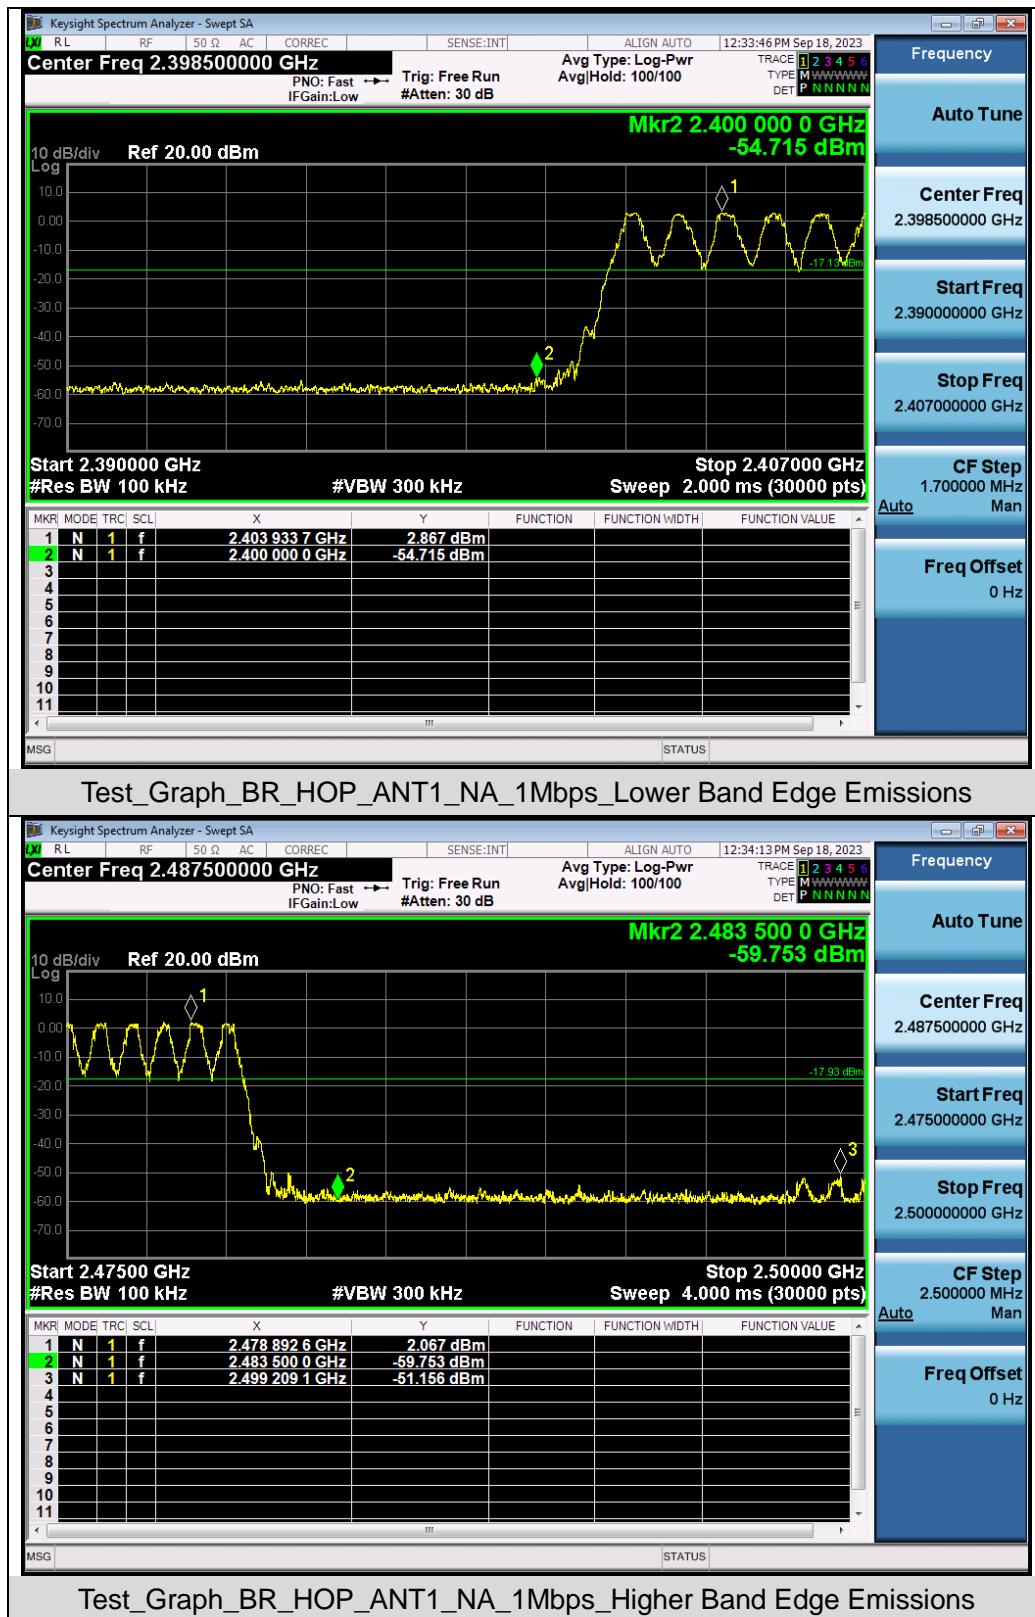 Keysight Spectrum Analyzer - Swept SA
LXI RL RF 50 Ω AC CORREC SENSE:INT ALIGN AUTO 12:33:46 PM Sep 18, 2023
Center Freq 2.398500000 GHz
PNO: Fast
IFGain:Low
Trig: Free Run
#Atten: 30 dB
Avg Type: Log-Pwr
Avg|Hold: 100/100
TRACE 1 2 3 4 5 6
TYPE M WWWWW
DET P N N N N N
Mkr2 2.400 000 0 GHz
-54.715 dBm
10 dB/div Ref 20.00 dBm
Log
10.0
0.00
-10.0
-20.0
-30.0
-40.0
-50.0
-60.0
-70.0
1
-17.13 dBm
2
Start 2.390000 GHz Stop 2.407000 GHz
#Res BW 100 kHz #VBW 300 kHz Sweep 2.000 ms (30000 pts)
MKR MODE TRC SCL X Y FUNCTION FUNCTION WIDTH FUNCTION VALUE
1 N 1 f 2.403 933 7 GHz 2.867 dBm
2 N 1 f 2.400 000 0 GHz -54.715 dBm
3
4
5
6
7
8
9
10
11
MSG STATUS
Frequency
Auto Tune
Center Freq
2.398500000 GHz
Start Freq
2.390000000 GHz
Stop Freq
2.407000000 GHz
CF Step
1.700000 MHz
Auto Man
Freq Offset
0 Hz
Test_Graph_BR_HOP_ANT1_NA_1Mbps_Lower Band Edge Emissions
Keysight Spectrum Analyzer - Swept SA
LXI RL RF 50 Ω AC CORREC SENSE:INT ALIGN AUTO 12:34:13 PM Sep 18, 2023
Center Freq 2.487500000 GHz
PNO: Fast
IFGain:Low
Trig: Free Run
#Atten: 30 dB
Avg Type: Log-Pwr
Avg|Hold: 100/100
TRACE 1 2 3 4 5 6
TYPE M WWWWW
DET P N N N N N
Mkr2 2.483 500 0 GHz
-59.753 dBm
10 dB/div Ref 20.00 dBm
Log
10.0
0.00
-10.0
-20.0
-30.0
-40.0
-50.0
-60.0
-70.0
1
-17.93 dBm
3
2
Start 2.47500 GHz Stop 2.50000 GHz
#Res BW 100 kHz #VBW 300 kHz Sweep 4.000 ms (30000 pts)
MKR MODE TRC SCL X Y FUNCTION FUNCTION WIDTH FUNCTION VALUE
1 N 1 f 2.478 892 6 GHz 2.067 dBm
2 N 1 f 2.483 500 0 GHz -59.753 dBm
3 N 1 f 2.499 209 1 GHz -51.156 dBm
4
5
6
7
8
9
10
11
MSG STATUS
Frequency
Auto Tune
Center Freq
2.487500000 GHz
Start Freq
2.475000000 GHz
Stop Freq
2.500000000 GHz
CF Step
2.500000 MHz
Auto Man
Freq Offset
0 Hz
Test_Graph_BR_HOP_ANT1_NA_1Mbps_Higher Band Edge Emissions